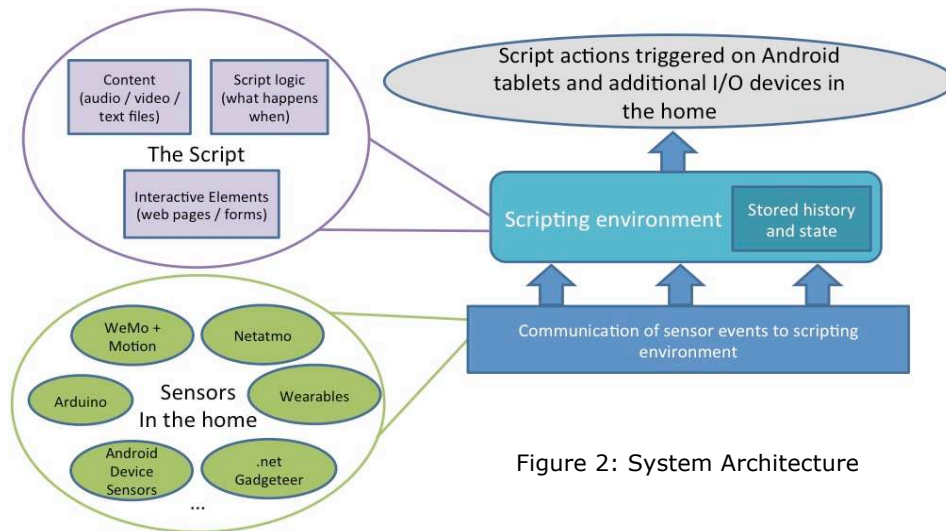 Content
(audio / video /
text files)
Script logic
(what happens
when)
The Script
Interactive Elements
(web pages / forms)
Script actions triggered on Android
tablets and additional I/O devices in
the home
Scripting environment
Stored history
and state
Communication of sensor events to scripting
environment
WeMo +
Motion
Netatmo
Arduino
Sensors
In the home
Wearables
Android
Device
Sensors
.net
Gadgeteer
...
Figure 2: System Architecture